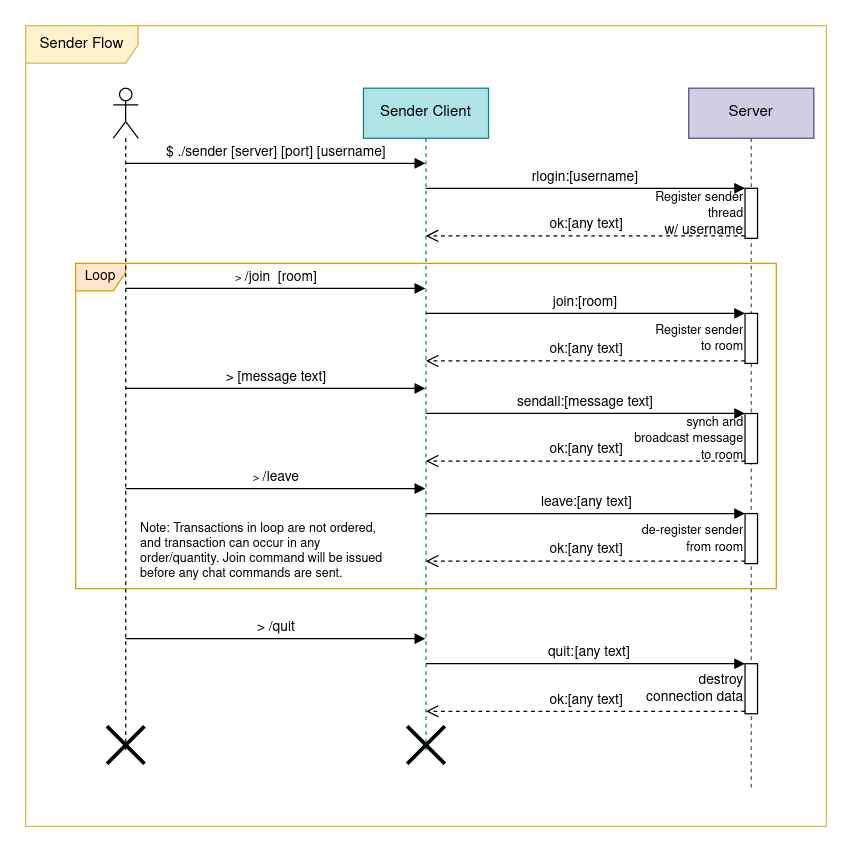 Sender Flow
Sender Client
Server
$ ./sender [server] [port] [username]
rlogin:[username]
Register sender
thread
w/ username
ok:[any text]
Loop
> /join  [room]
join:[room]
Register sender
to room
ok:[any text]
> [message text]
sendall:[message text]
synch and
broadcast message
to room
ok:[any text]
> /leave
leave:[any text]
de-register sender
from room
ok:[any text]
Note: Transactions in loop are not ordered,
and transaction can occur in any
order/quantity. Join command will be issued
before any chat commands are sent.
> /quit
quit:[any text]
destroy
connection data
ok:[any text]